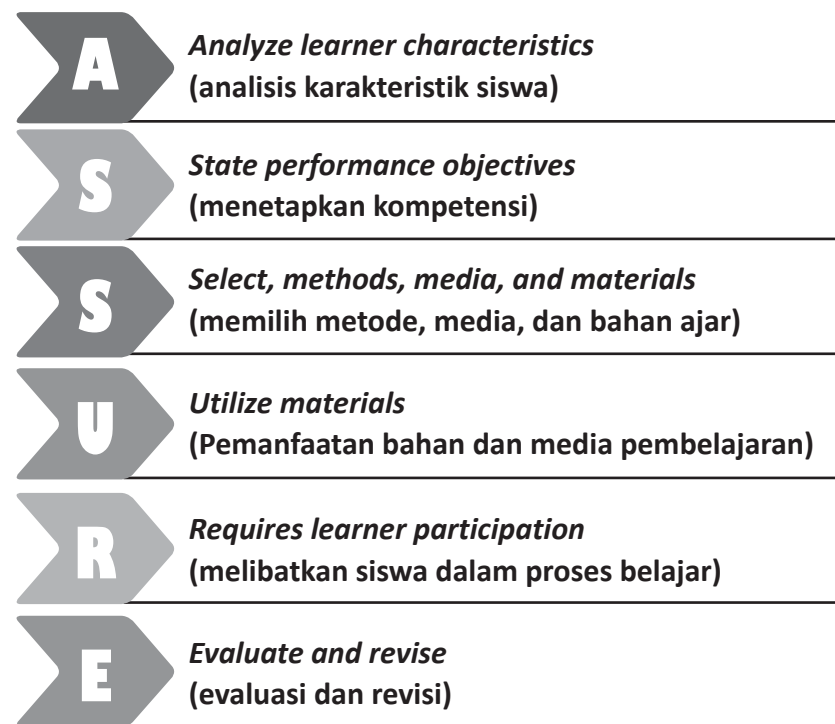 A
Analyze learner characteristics
(analisis karakteristik siswa)
S
State performance objectives
(menetapkan kompetensi)
S
Select, methods, media, and materials
(memilih metode, media, dan bahan ajar)
U
Utilize materials
(Pemanfaatan bahan dan media pembelajaran)
R
Requires learner participation
(melibatkan siswa dalam proses belajar)
E
Evaluate and revise
(evaluasi dan revisi)